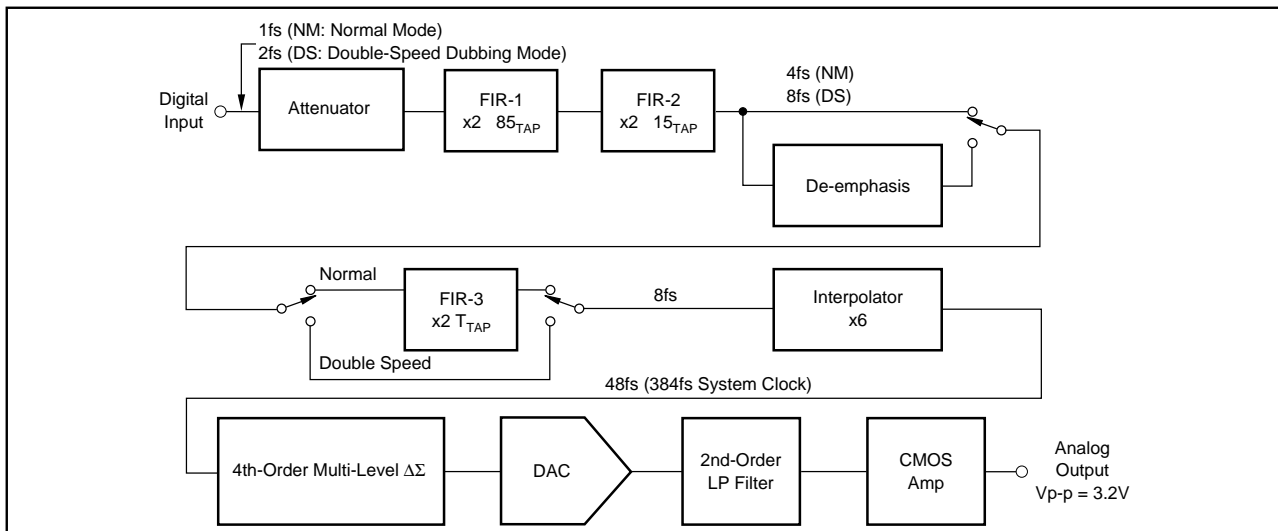 1fs (NM: Normal Mode)
2fs (DS: Double-Speed Dubbing Mode)
Digital
Input
Attenuator
FIR-1
x2 85TAP
FIR-2
x2 15TAP
4fs (NM)
8fs (DS)
De-emphasis
Normal
FIR-3
x2 TTAP
Double Speed
8fs
Interpolator
x6
48fs (384fs System Clock)
4th-Order Multi-Level ΔΣ
DAC
2nd-Order
LP Filter
CMOS
Amp
Analog
Output
Vp-p = 3.2V